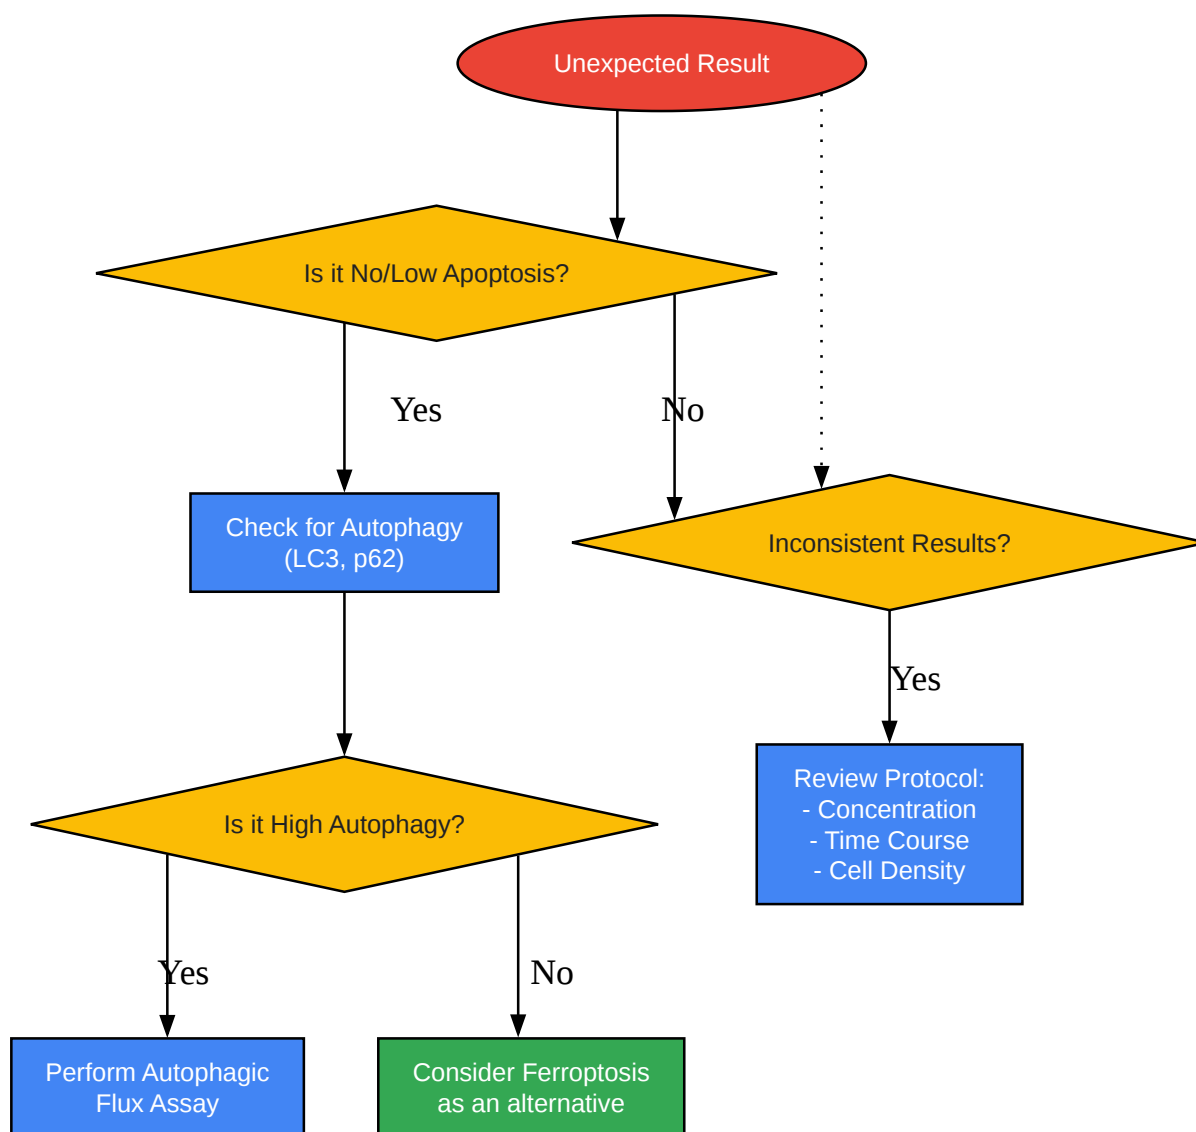 Unexpected Result
Is it No/Low Apoptosis?
Yes
No
Check for Autophagy
(LC3, p62)
Inconsistent Results?
Yes
Review Protocol:
- Concentration
- Time Course
- Cell Density
Is it High Autophagy?
Yes
No
Perform Autophagic
Flux Assay
Consider Ferroptosis
as an alternative